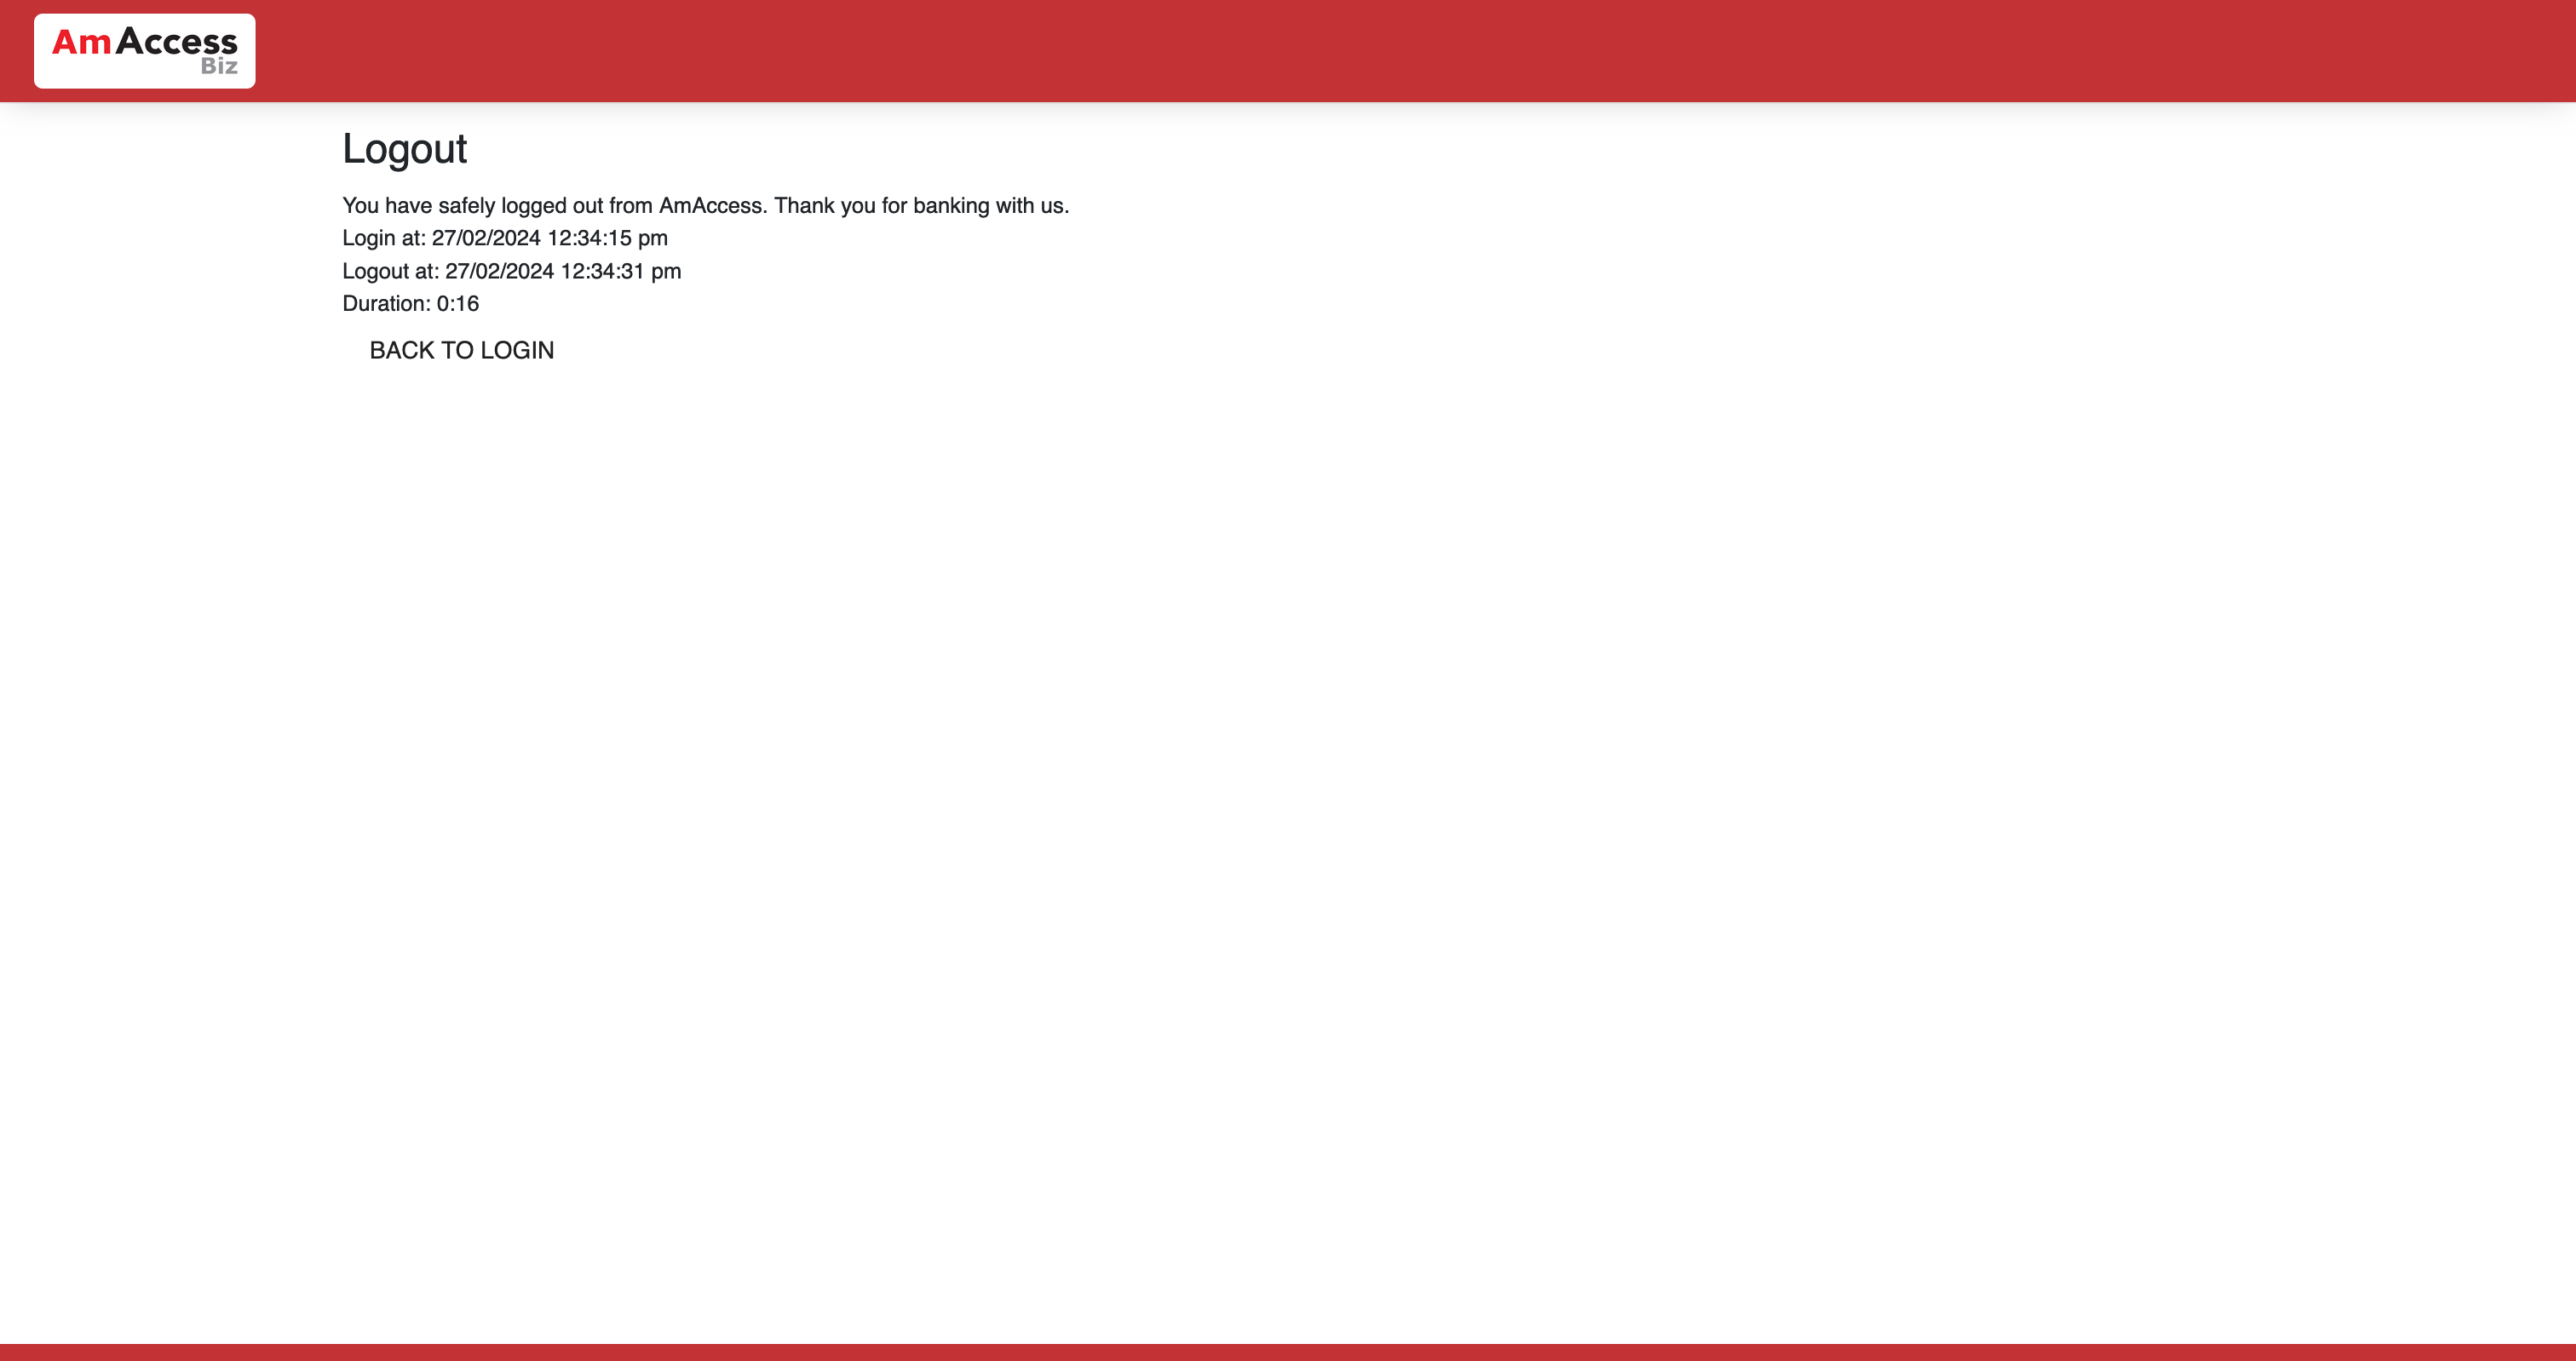 AmAccess
Biz
Logout
You have safely logged out from AmAccess. Thank you for banking with us.
Login at: 27/02/2024 12:34:15 pm
Logout at: 27/02/2024 12:34:31 pm
Duration: 0:16
BACK TO LOGIN